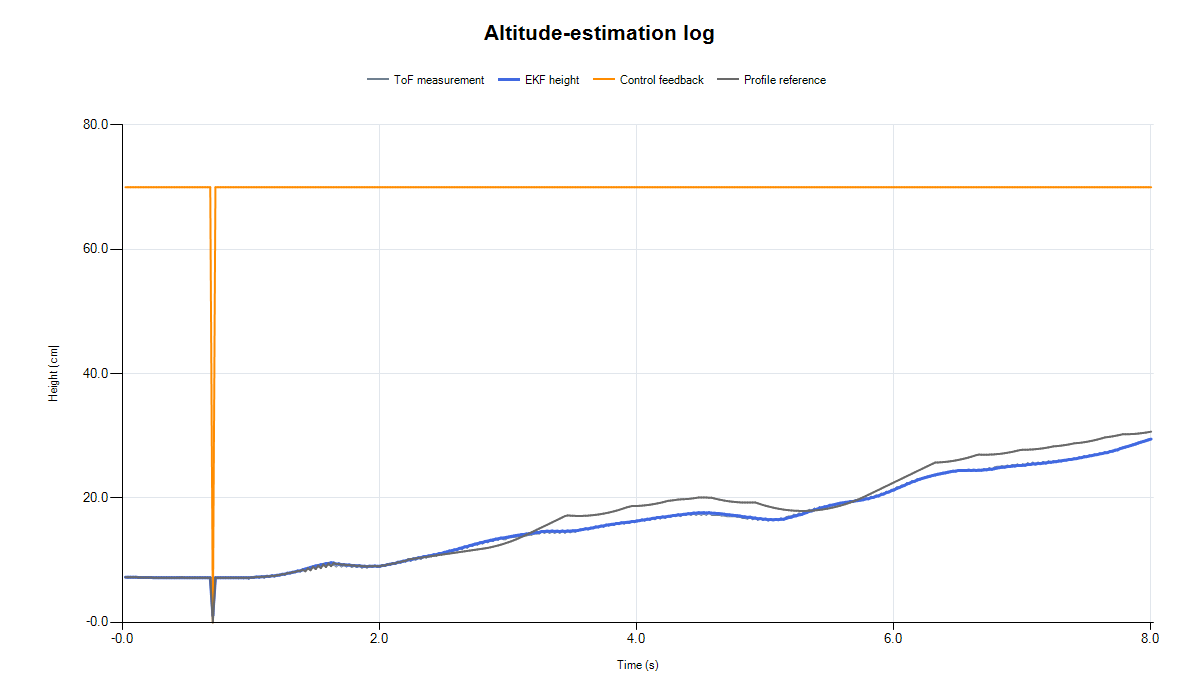 Altitude-estimation log
ToF measurement EKF height Control feedback Profile reference
80.0
60.0
40.0
20.0
-0.0
Height (cm)
-0.0 2.0 4.0 6.0 8.0
Time (s)